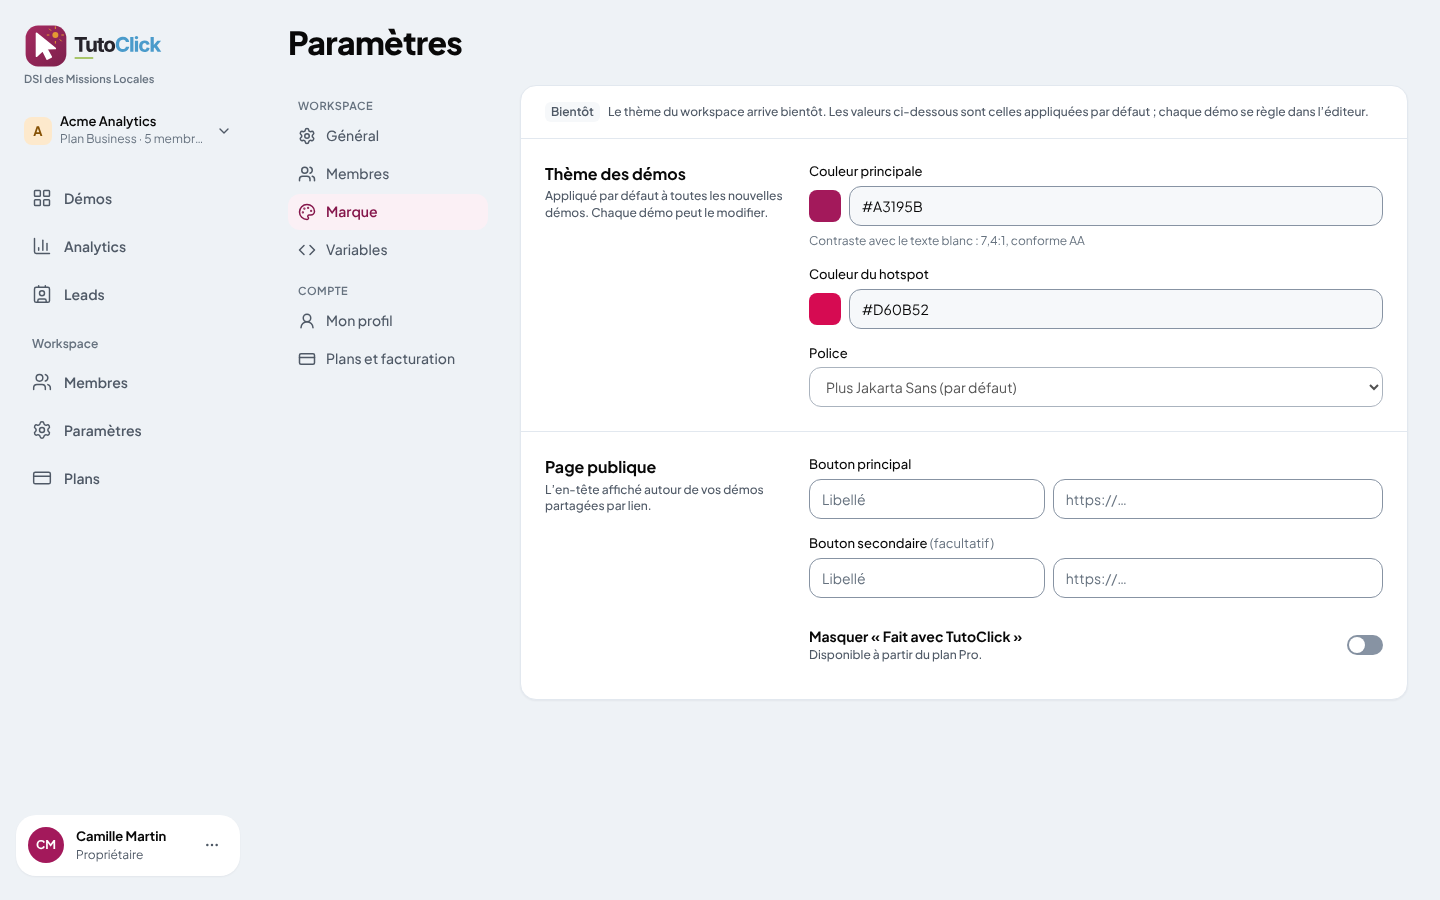 TutoClick
DSI des Missions Locales
A
Acme Analytics
Plan Business · 5 membr...
Démos
Analytics
Leads
Workspace
Membres
Paramètres
Plans
CM
Camille Martin
Propriétaire
Paramètres
WORKSPACE
Général
Membres
Marque
Variables
COMPTE
Mon profil
Plans et facturation
Bientôt Le thème du workspace arrive bientôt. Les valeurs ci-dessous sont celles appliquées par défaut ; chaque démo se règle dans l'éditeur.
Thème des démos
Appliqué par défaut à toutes les nouvelles
démos. Chaque démo peut le modifier.
Couleur principale
#A3195B
Contraste avec le texte blanc : 7,4:1, conforme AA
Couleur du hotspot
#D60B52
Police
Plus Jakarta Sans (par défaut)
Page publique
L'en-tête affiché autour de vos démos
partagées par lien.
Bouton principal
Libellé https://...
Bouton secondaire (facultatif)
Libellé https://...
Masquer « Fait avec TutoClick »
Disponible à partir du plan Pro.